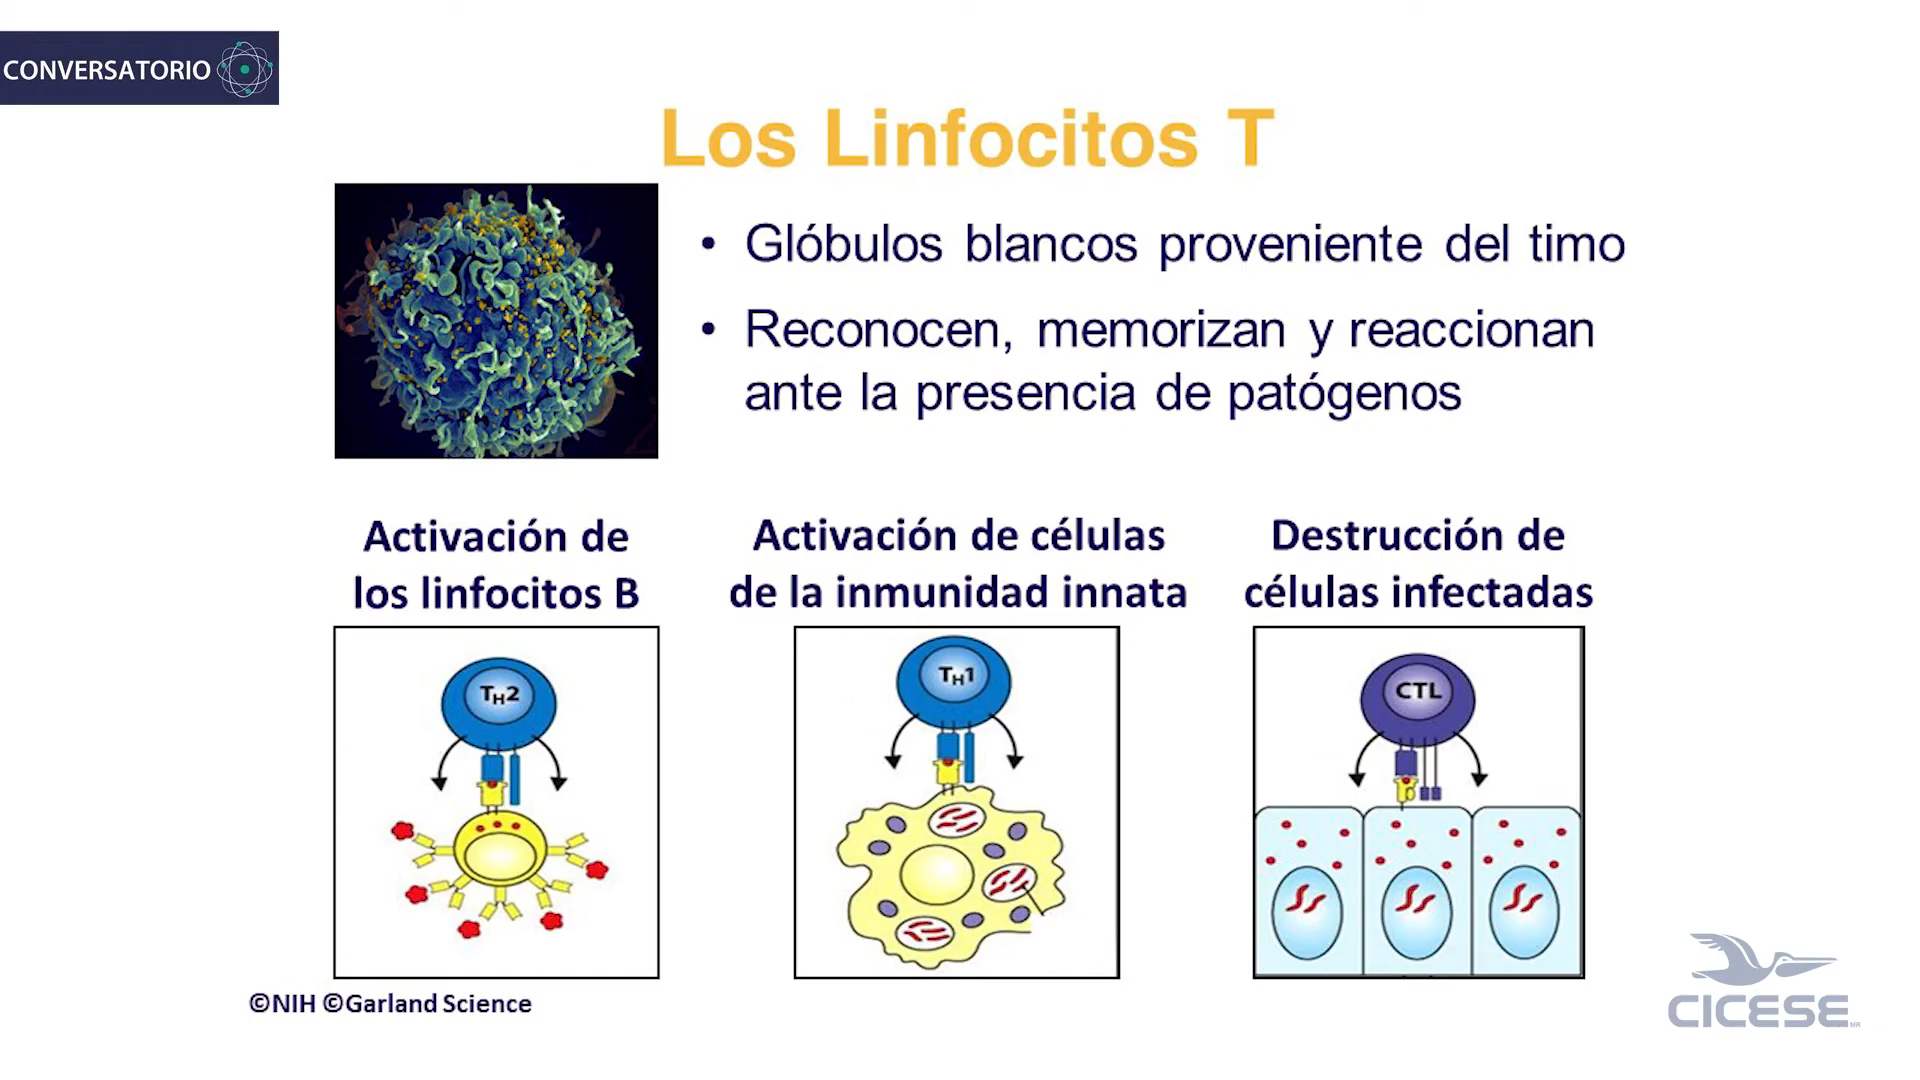 CONVERSATORIO
Los Linfocitos T
• Glóbulos blancos proveniente del timo
• Reconocen, memorizan y reaccionan
ante la presencia de patógenos
Activación de
los linfocitos B
Activación de células
de la inmunidad innata
Destrucción de
células infectadas
TH2
TH1
CTL
©NIH ©Garland Science
CICESE MR